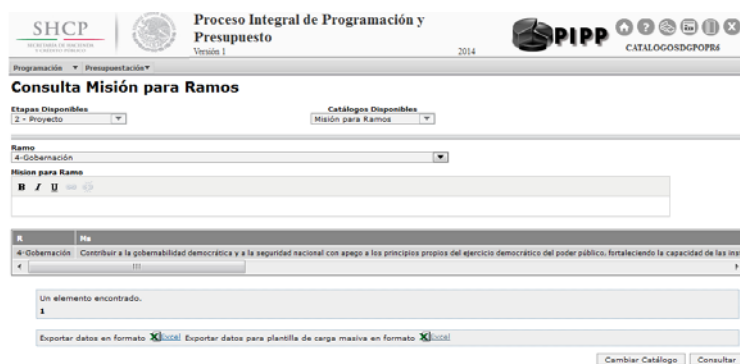 SHCP
SECRETARÍA DE HACIENDA
Y CRÉDITO PÚBLICO
Proceso Integral de Programación y
Presupuesto
Versión 1
2014
PIPP
CATALOGOSDGPOPR6
Programación
Presupuestación
Consulta Misión para Ramos
Etapas Disponibles
Catálogos Disponibles
2 - Proyecto
Misión para Ramos
Ramo
4-Gobernación
Mision para Ramo
B I U
R
Ms
4-Gobernación Contribuir a la gobernabilidad democrática y a la seguridad nacional con apego a los principios propios del ejercicio democrático del poder público, fortaleciendo la capacidad de las ins
Un elemento encontrado.
1
Exportar datos en formato Excel Exportar datos para plantilla de carga masiva en formato Excel
Cambiar Catálogo
Consultar